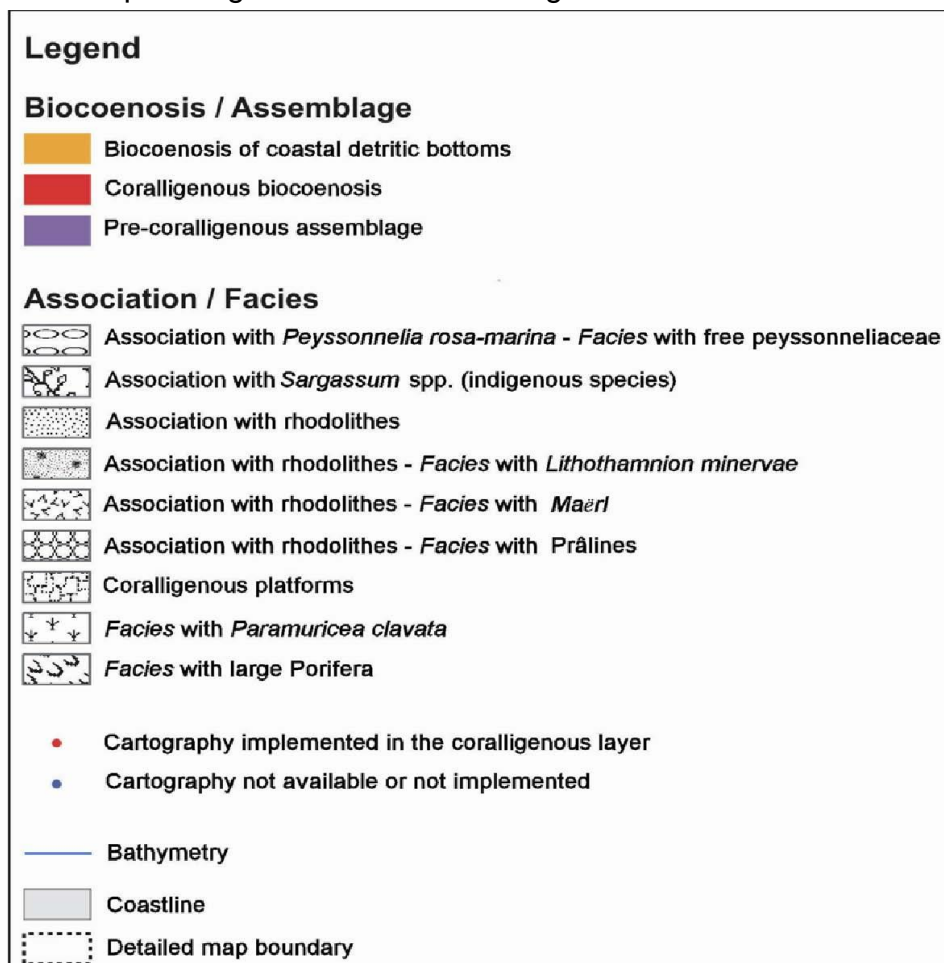 Legend
Biocoenosis / Assemblage
Biocoenosis of coastal detritic bottoms
Coralligenous biocoenosis
Pre-coralligenous assemblage
Association / Facies
Association with Peyssonnelia rosa-marina - Facies with free peyssonneliaceae
Association with Sargassum spp. (indigenous species)
Association with rhodolithes
Association with rhodolithes - Facies with Lithothamnion minervae
Association with rhodolithes - Facies with Maërl
Association with rhodolithes - Facies with Prâlines
Coralligenous platforms
Facies with Paramuricea clavata
Facies with large Porifera
Cartography implemented in the coralligenous layer
Cartography not available or not implemented
Bathymetry
Coastline
Detailed map boundary